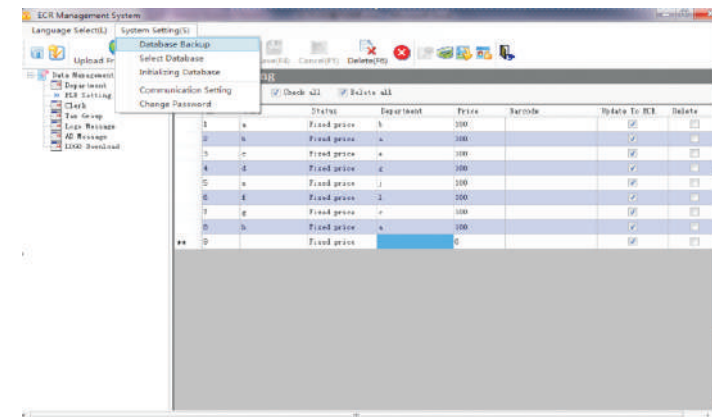 ECR Management System
Language Select(L) System Setting(S)
Database Backup
Select Database
Initializing Database
Communication Setting
Change Password
Upload
Cancel(F5) Delete(F6)
Data Management
Department
PLU Setting
Clerk
Tax Group
Logo Message
AD Message
LOGO Download
Check all Delete all
Status Department Price Barcode Update To ECR Delete
1 a Fixed price b 100
2 b Fixed price a 100
3 c Fixed price 100
4 d Fixed price 100
5 Fixed price j 100
6 f Fixed price 100
7 g Fixed price 100
8 h Fixed price 100
9 Fixed price 0